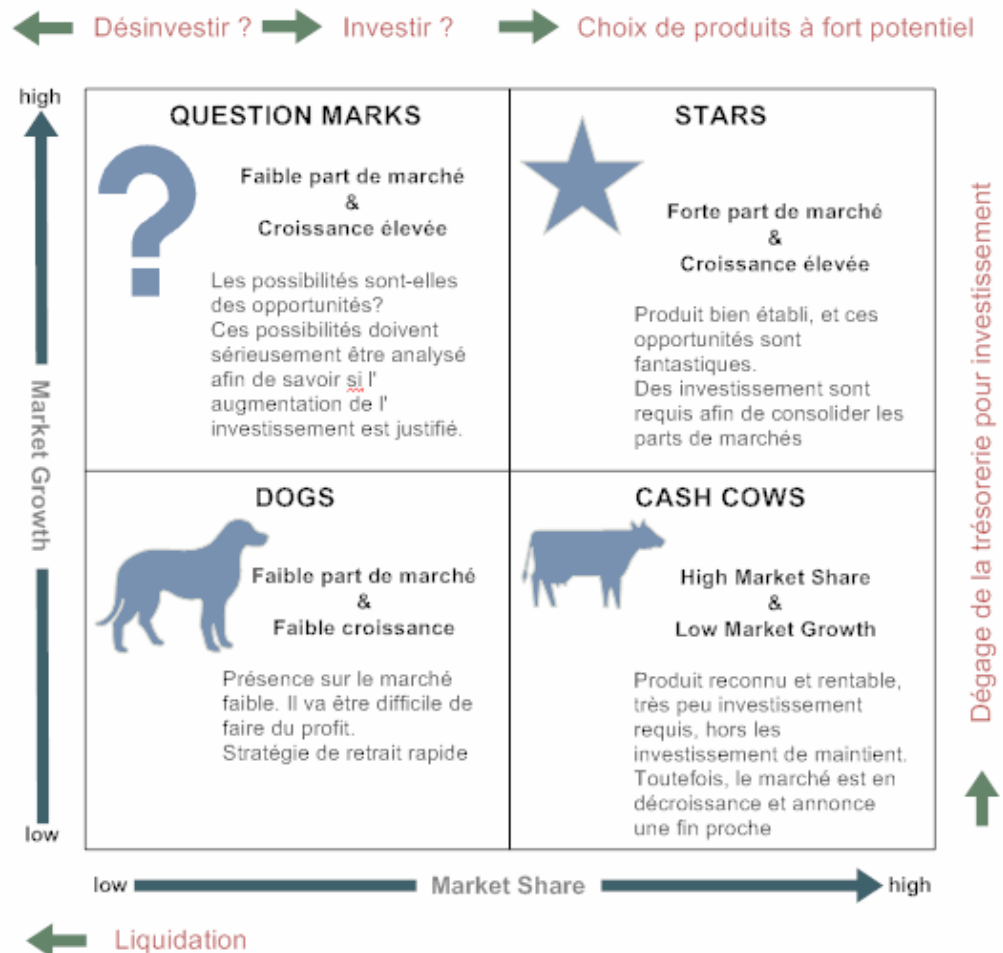 Désinvestir ?
Investir ?
Choix de produits à fort potentiel
high
QUESTION MARKS
Faible part de marché
&
Croissance élevée
Les possibilités sont-elles
des opportunités?
Ces possibilités doivent
sérieusement être analysé
afin de savoir si l'
augmentation de l'
investissement est justifié.
STARS
Forte part de marché
&
Croissance élevée
Produit bien établi, et ces
opportunités sont
fantastiques.
Des investissement sont
requis afin de consolider les
parts de marchés
Market Growth
Dégage de la trésorerie pour investissement
DOGS
Faible part de marché
&
Faible croissance
Présence sur le marché
faible. Il va être difficile de
faire du profit.
Stratégie de retrait rapide
CASH COWS
High Market Share
&
Low Market Growth
Produit reconnu et rentable,
très peu investissement
requis, hors les
investissement de maintient.
Toutefois, le marché est en
décroissance et annonce
une fin proche
low
low
Market Share
high
Liquidation